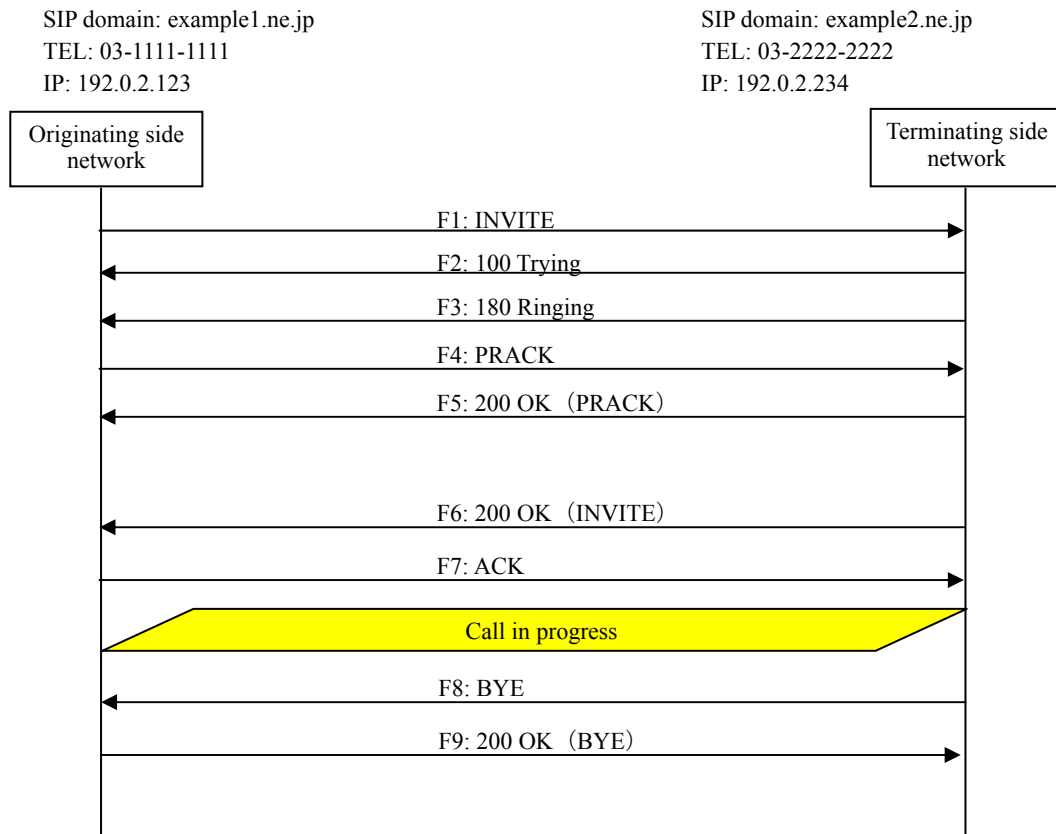 SIP domain: example1.ne.jp
TEL: 03-1111-1111
IP: 192.0.2.123
SIP domain: example2.ne.jp
TEL: 03-2222-2222
IP: 192.0.2.234
Originating side
network
Terminating side
network
F1: INVITE
F2: 100 Trying
F3: 180 Ringing
F4: PRACK
F5: 200 OK（PRACK）
F6: 200 OK（INVITE）
F7: ACK
Call in progress
F8: BYE
F9: 200 OK（BYE）